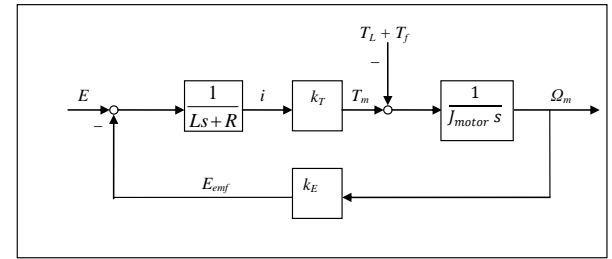 T_L + T_f
−
E
1
Ls+R
i
k_T
T_m
1
J_motor s
Ω_m
−
E_emf
k_E